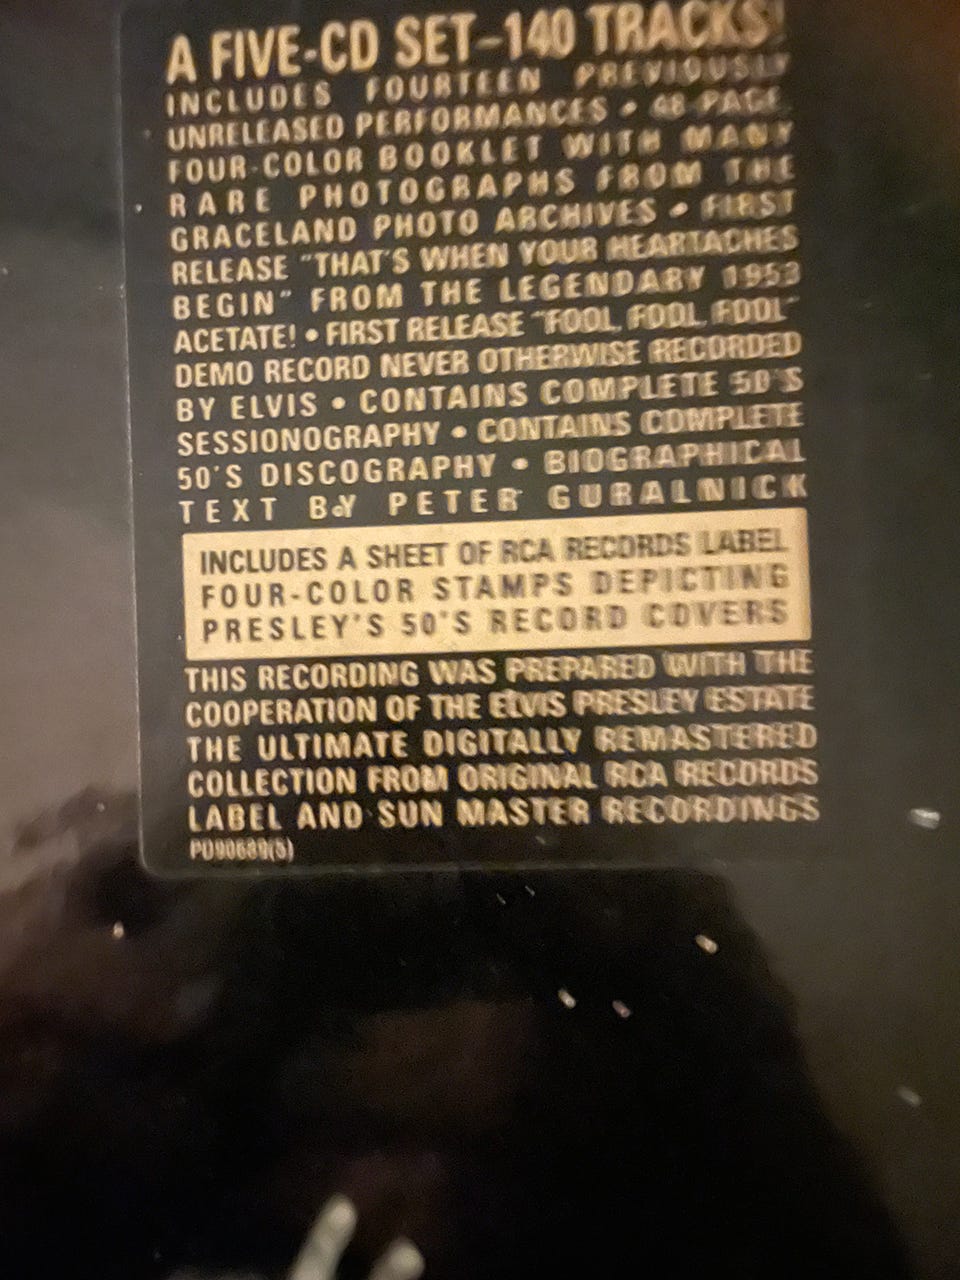 A FIVE-CD SET–140 TRACKS!
INCLUDES FOURTEEN PREVIOUSLY
UNRELEASED PERFORMANCES • 48-PAGE
FOUR-COLOR BOOKLET WITH MANY
RARE PHOTOGRAPHS FROM THE
GRACELAND PHOTO ARCHIVES • FIRST
RELEASE "THAT'S WHEN YOUR HEARTACHES
BEGIN" FROM THE LEGENDARY 1953
ACETATE! • FIRST RELEASE "FOOL, FOOL, FOOL"
DEMO RECORD NEVER OTHERWISE RECORDED
BY ELVIS • CONTAINS COMPLETE 50'S
SESSIONOGRAPHY • CONTAINS COMPLETE
50'S DISCOGRAPHY • BIOGRAPHICAL
TEXT BY PETER GURALNICK
INCLUDES A SHEET OF RCA RECORDS LABEL
FOUR-COLOR STAMPS DEPICTING
PRESLEY'S 50'S RECORD COVERS
THIS RECORDING WAS PREPARED WITH THE
COOPERATION OF THE ELVIS PRESLEY ESTATE
THE ULTIMATE DIGITALLY REMASTERED
COLLECTION FROM ORIGINAL RCA RECORDS
LABEL AND SUN MASTER RECORDINGS
PD90689(5)